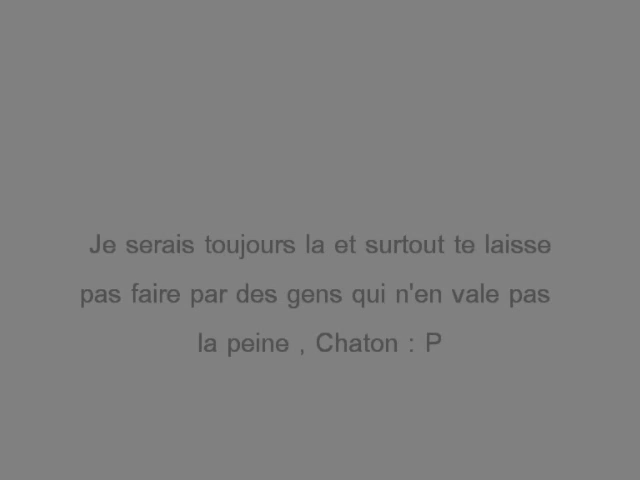 Je serais toujours la et surtout te laisse
pas faire par des gens qui n'en vale pas
la peine , Chaton : P